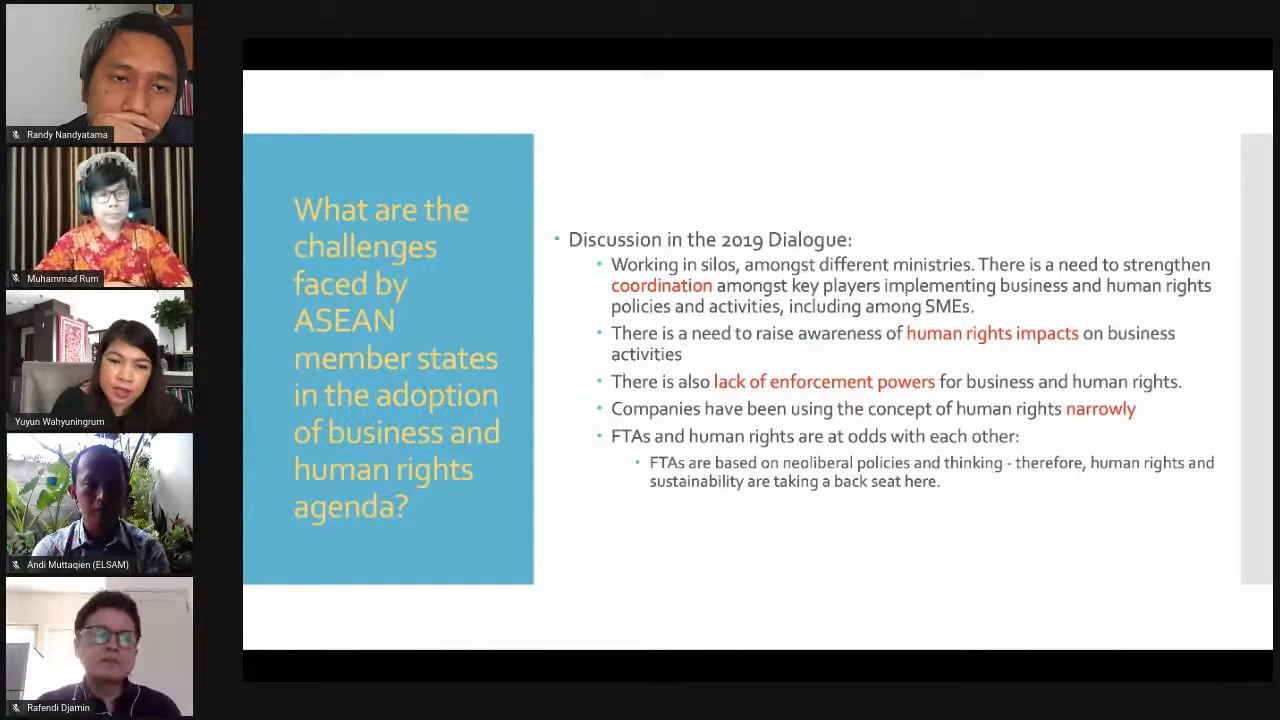 Randy Nandyatama
Muhammad Rum
Yuyun Wahyuningrum
Andi Muttaqien (ELSAM)
Rafendi Djamin
What are the
challenges
faced by
ASEAN
member states
in the adoption
of business and
human rights
agenda?
• Discussion in the 2019 Dialogue:
• Working in silos, amongst different ministries. There is a need to strengthen
coordination amongst key players implementing business and human rights
policies and activities, including among SMEs.
• There is a need to raise awareness of human rights impacts on business
activities
• There is also lack of enforcement powers for business and human rights.
• Companies have been using the concept of human rights narrowly
• FTAs and human rights are at odds with each other:
• FTAs are based on neoliberal policies and thinking - therefore, human rights and
sustainability are taking a back seat here.